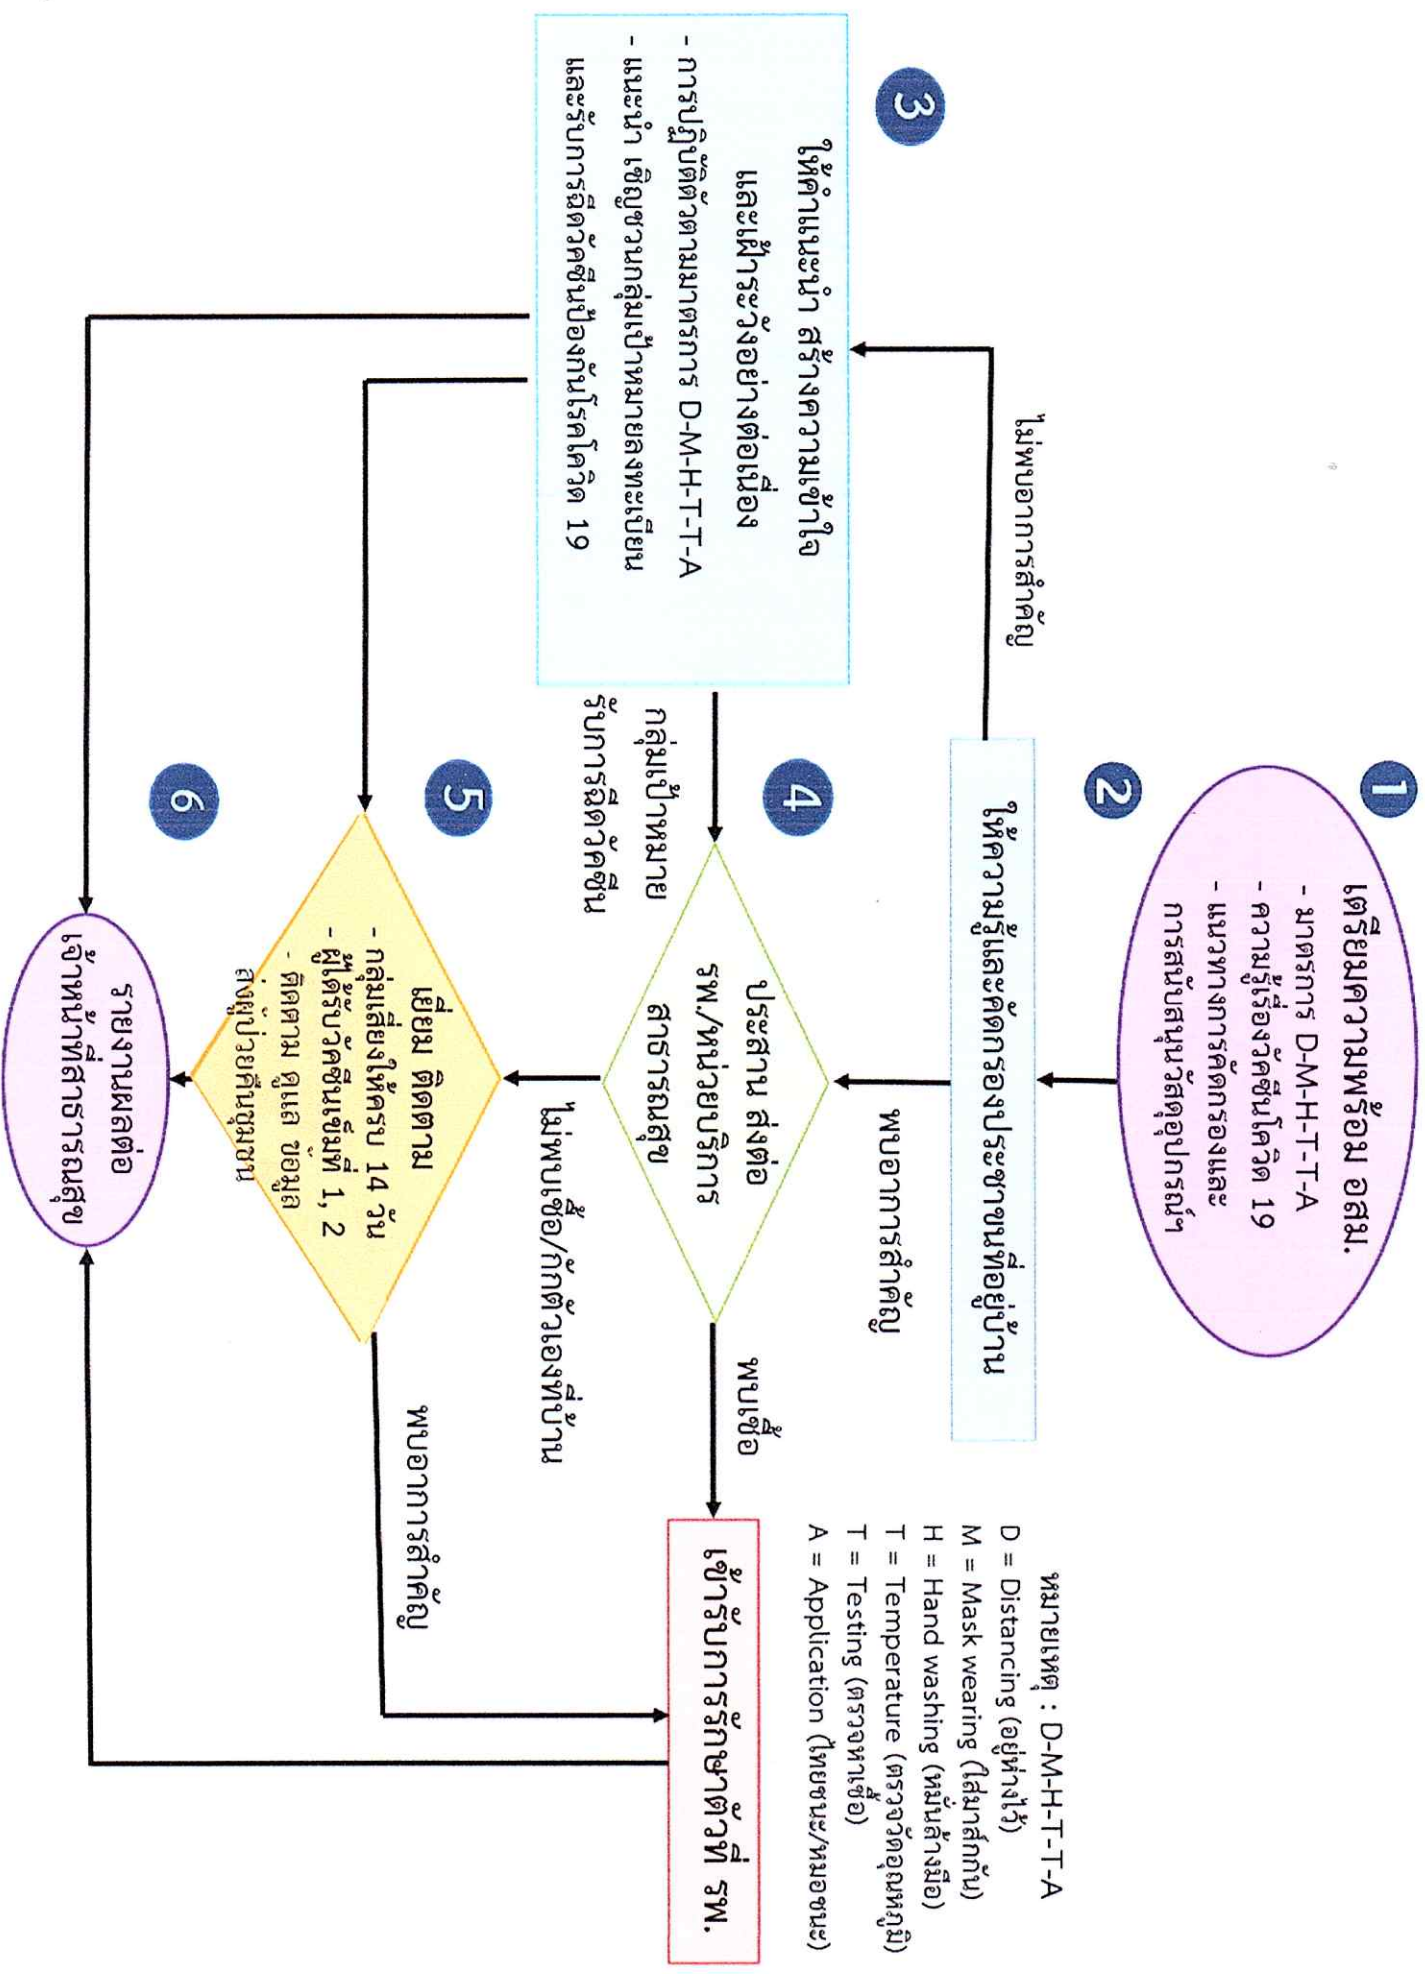 1
เตรียมความพร้อม อสม.
- มาตรการ D-M-H-T-T-A
- ความรู้เรื่องวัคซีนโควิด 19
- แนวทางการคัดกรองและ
การสนับสนุนวัสดุอุปกรณ์ฯ
2
ให้ความรู้และคัดกรองประชาชนที่อยู่บ้าน
ไม่พบอาการสำคัญ
พบอาการสำคัญ
3
ให้คำแนะนำ สร้างความเข้าใจ
และเฝ้าระวังอย่างต่อเนื่อง
- การปฏิบัติตัวตามมาตรการ D-M-H-T-T-A
- แนะนำ เชิญชวนกลุ่มเป้าหมายลงทะเบียน
และรับการฉีดวัคซีนป้องกันโรคโควิด 19
กลุ่มเป้าหมาย
รับการฉีดวัคซีน
4
ประสาน ส่งต่อ
รพ./หน่วยบริการ
สาธารณสุข
พบเชื้อ
เข้ารับการรักษาตัวที่ รพ.
ไม่พบเชื้อ/กักตัวเองที่บ้าน
5
เยี่ยม ติดตาม
- กลุ่มเสี่ยงให้ครบ 14 วัน
- ผู้ได้รับวัคซีนเข็มที่ 1, 2
- ติดตาม ดูแล ข้อมูล
ส่งผู้ป่วยคืนชุมชน
พบอาการสำคัญ
6
รายงานผลต่อ
เจ้าหน้าที่สาธารณสุข
หมายเหตุ : D-M-H-T-T-A
D = Distancing (อยู่ห่างไว้)
M = Mask wearing (ใส่มาส์กกัน)
H = Hand washing (หมั่นล้างมือ)
T = Temperature (ตรวจวัดอุณหภูมิ)
T = Testing (ตรวจหาเชื้อ)
A = Application (ไทยชนะ/หมอชนะ)